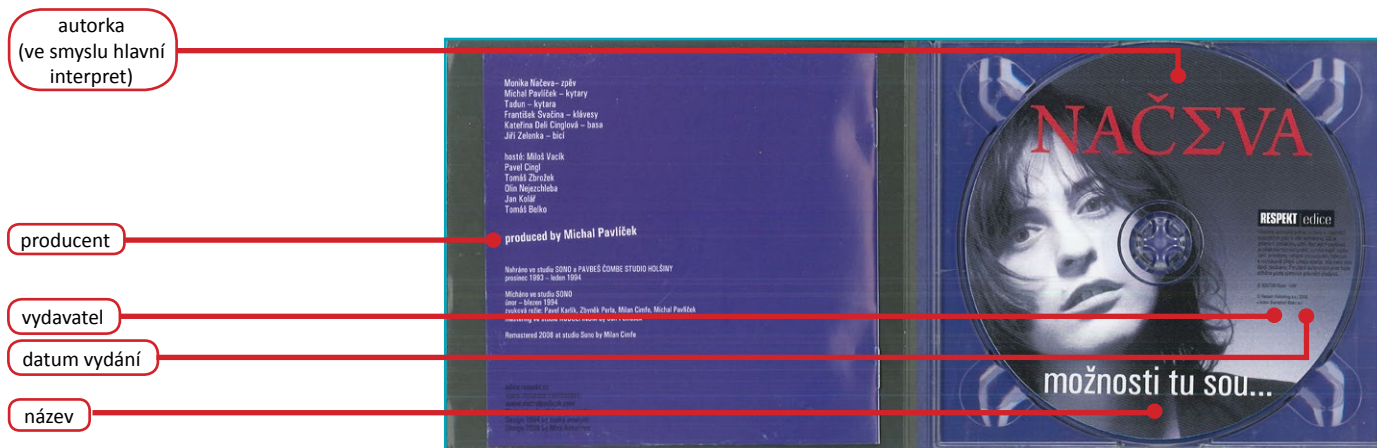 autorka
(ve smyslu hlavní
interpret)
producent
vydavatel
datum vydání
název
Monika Načeva– zpěv
Michal Pavlíček – kytary
Tadun – kytara
František Svačina – klávesy
Kateřina Deli Cinglová – basa
Jiří Zelenka – bicí
hosté: Miloš Vacík
Pavel Cingl
Tomáš Zbrožek
Olin Nejezchleba
Jan Kolář
Tomáš Belko
produced by Michal Pavlíček
Nahráno ve studiu SONO a PAVBEŠ ČOMBE STUDIO HOLŠINY
prosinec 1993 – leden 1994
Mícháno ve studiu SONO
únor – březen 1994
zvuková režie: Pavel Karlík, Zbyněk Perla, Milan Cimfe, Michal Pavlíček
Remastered 2008 at studio Sono by Milan Cimfe
NAČΣVA
RESPEKT edice
možnosti tu sou...